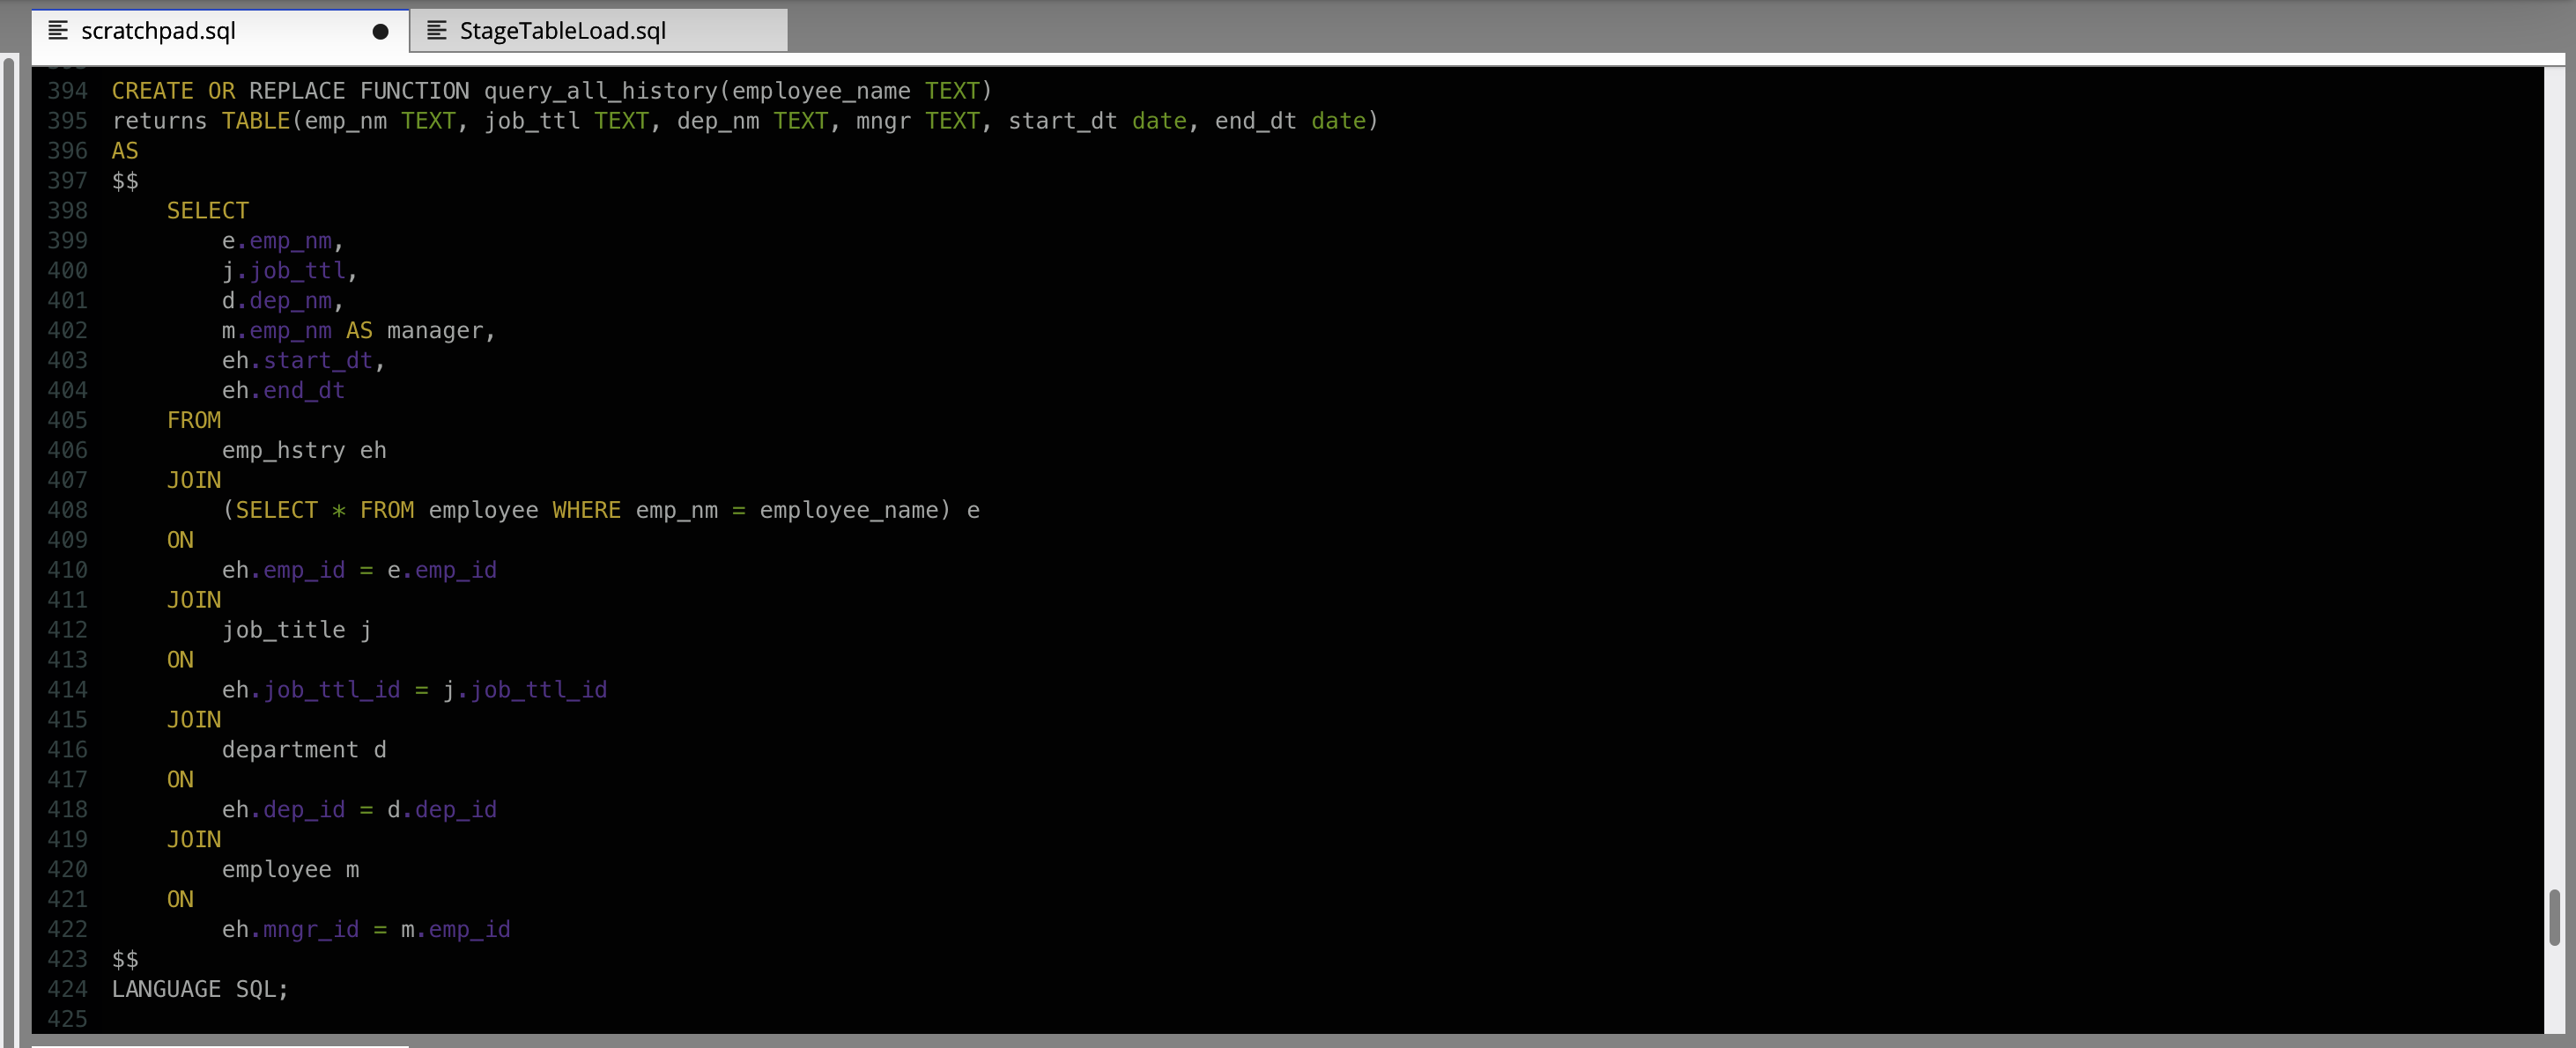 scratchpad.sql
StageTableLoad.sql
394 CREATE OR REPLACE FUNCTION query_all_history(employee_name TEXT)
395 returns TABLE(emp_nm TEXT, job_ttl TEXT, dep_nm TEXT, mngr TEXT, start_dt date, end_dt date)
396 AS
397 $$
398     SELECT
399         e.emp_nm,
400         j.job_ttl,
401         d.dep_nm,
402         m.emp_nm AS manager,
403         eh.start_dt,
404         eh.end_dt
405     FROM
406         emp_hstry eh
407     JOIN
408         (SELECT * FROM employee WHERE emp_nm = employee_name) e
409     ON
410         eh.emp_id = e.emp_id
411     JOIN
412         job_title j
413     ON
414         eh.job_ttl_id = j.job_ttl_id
415     JOIN
416         department d
417     ON
418         eh.dep_id = d.dep_id
419     JOIN
420         employee m
421     ON
422         eh.mngr_id = m.emp_id
423 $$
424 LANGUAGE SQL;
425